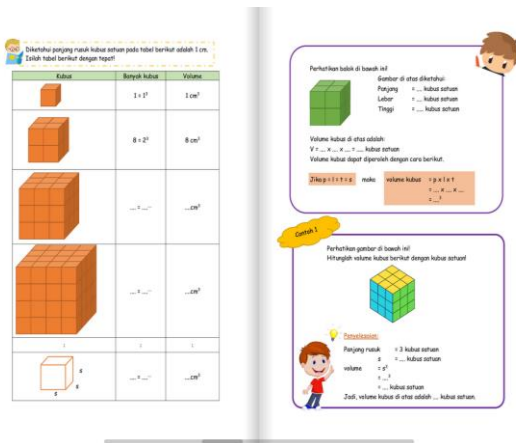 Diketahui panjang rusuk kubus satuan pada tabel berikut adalah 1 cm.
Isilah tabel berikut dengan tepat!
Kubus Banyak kubus Volume
1 = 1³ 1 cm³
8 = 2³ 8 cm³
... = ...··· ...cm³
... = ...··· ...cm³
⋮ ⋮ ⋮
s
s
s
... = ...··· ...cm³
Perhatikan balok di bawah ini!
Gambar di atas diketahui:
Panjang = ... kubus satuan
Lebar = ... kubus satuan
Tinggi = ... kubus satuan
Volume kubus di atas adalah:
V = ... x ... x ... = ... kubus satuan
Volume kubus dapat diperoleh dengan cara berikut.
Jika p = l = t = s maka volume kubus = p x l x t
= ... x ... x ...
= ...³
Contoh 1
Perhatikan gambar di bawah ini!
Hitunglah volume kubus berikut dengan kubus satuan!
Penyelesaian:
Panjang rusuk = 3 kubus satuan
s = ... kubus satuan
volume = s³
= ...³
= ... kubus satuan
Jadi, volume kubus di atas adalah ... kubus satuan.